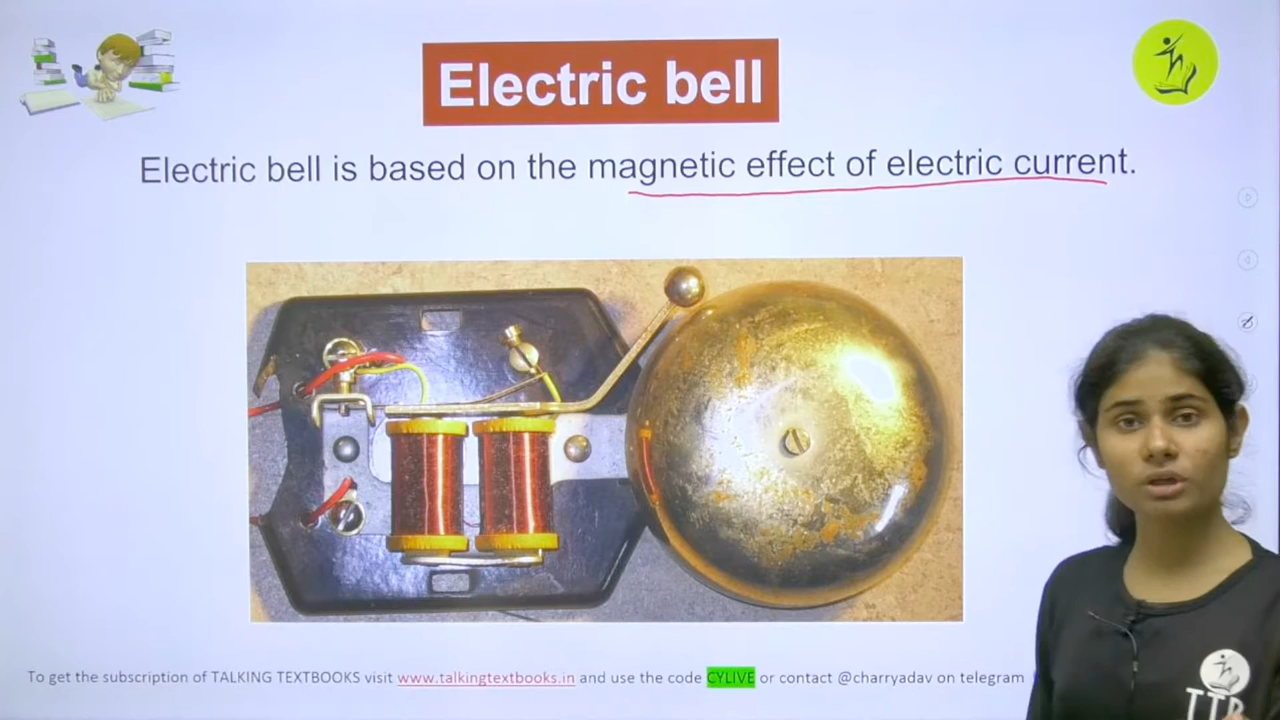 Electric bell
Electric bell is based on the magnetic effect of electric current.
To get the subscription of TALKING TEXTBOOKS visit www.talkingtextbooks.in and use the code CYLIVE or contact @charryadav on telegram
TTB